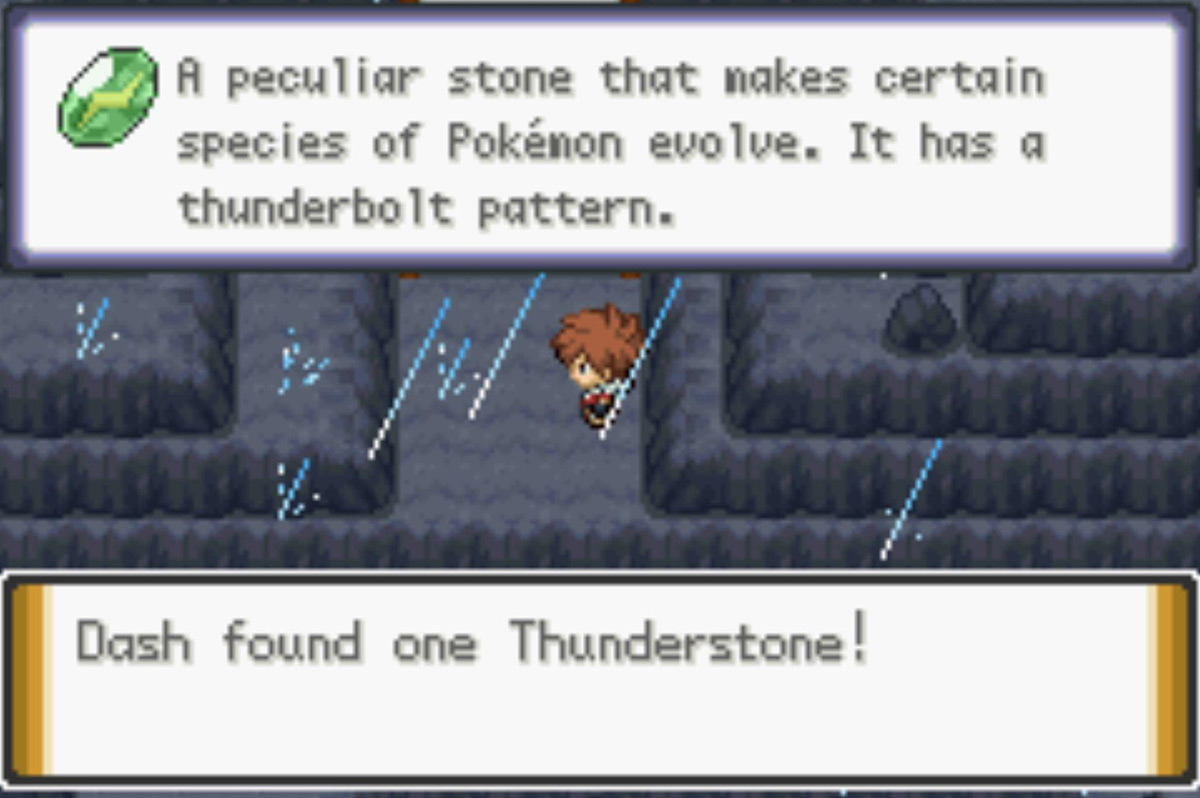 A peculiar stone that makes certain
species of Pokémon evolve. It has a
thunderbolt pattern.
Dash found one Thunderstone!